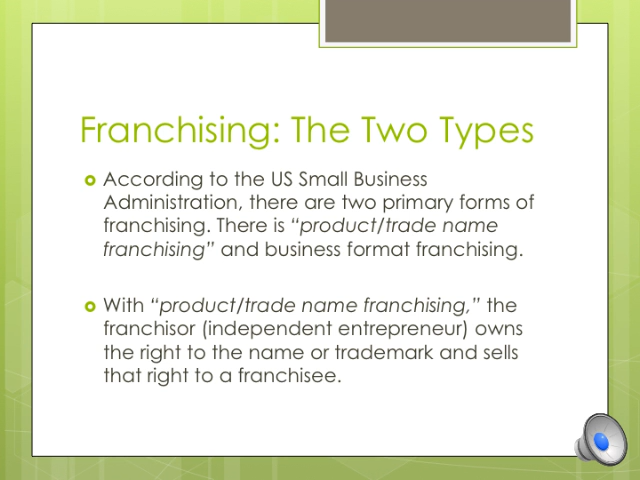 Franchising: The Two Types
According to the US Small Business
Administration, there are two primary forms of
franchising. There is “product/trade name
franchising” and business format franchising.
With “product/trade name franchising,” the
franchisor (independent entrepreneur) owns
the right to the name or trademark and sells
that right to a franchisee.